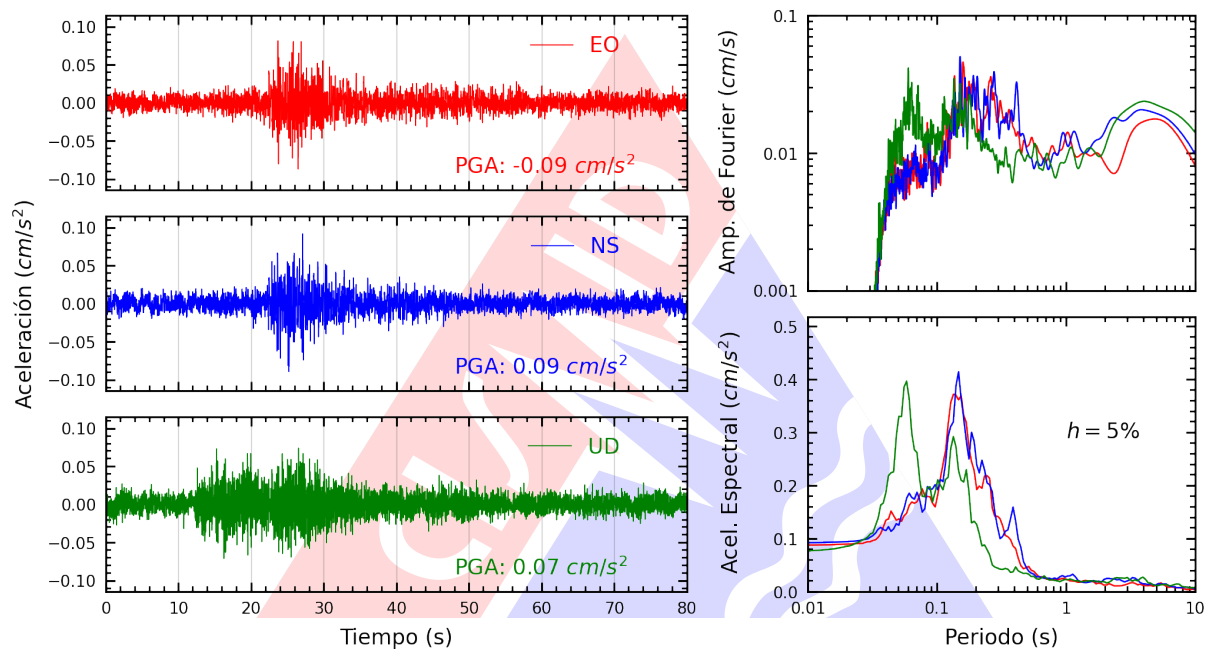 Aceleración (cm/s²)
0.10
0.05
0.00
−0.05
−0.10
EO
PGA: -0.09 cm/s²
0.10
0.05
0.00
−0.05
−0.10
NS
PGA: 0.09 cm/s²
0.10
0.05
0.00
−0.05
−0.10
UD
PGA: 0.07 cm/s²
0 10 20 30 40 50 60 70 80
Tiempo (s)
Amp. de Fourier (cm/s)
0.1
0.01
0.001
Acel. Espectral (cm/s²)
0.5
0.4
0.3
0.2
0.1
0.0
h = 5%
0.01 0.1 1 10
Periodo (s)